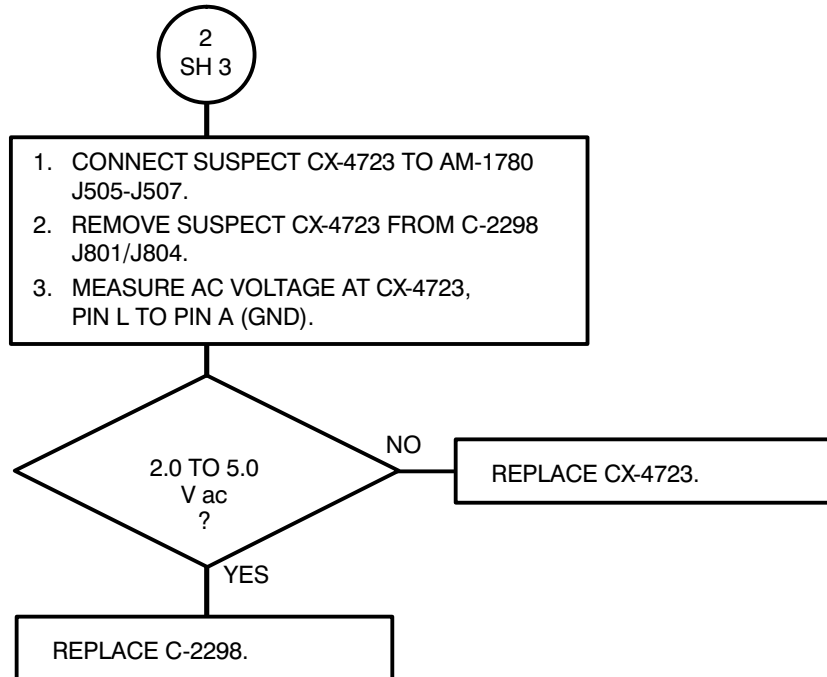 2
SH 3
1. CONNECT SUSPECT CX-4723 TO AM-1780
J505-J507.
2. REMOVE SUSPECT CX-4723 FROM C-2298
J801/J804.
3. MEASURE AC VOLTAGE AT CX-4723,
PIN L TO PIN A (GND).
2.0 TO 5.0
V ac
?
NO
REPLACE CX-4723.
YES
REPLACE C-2298.